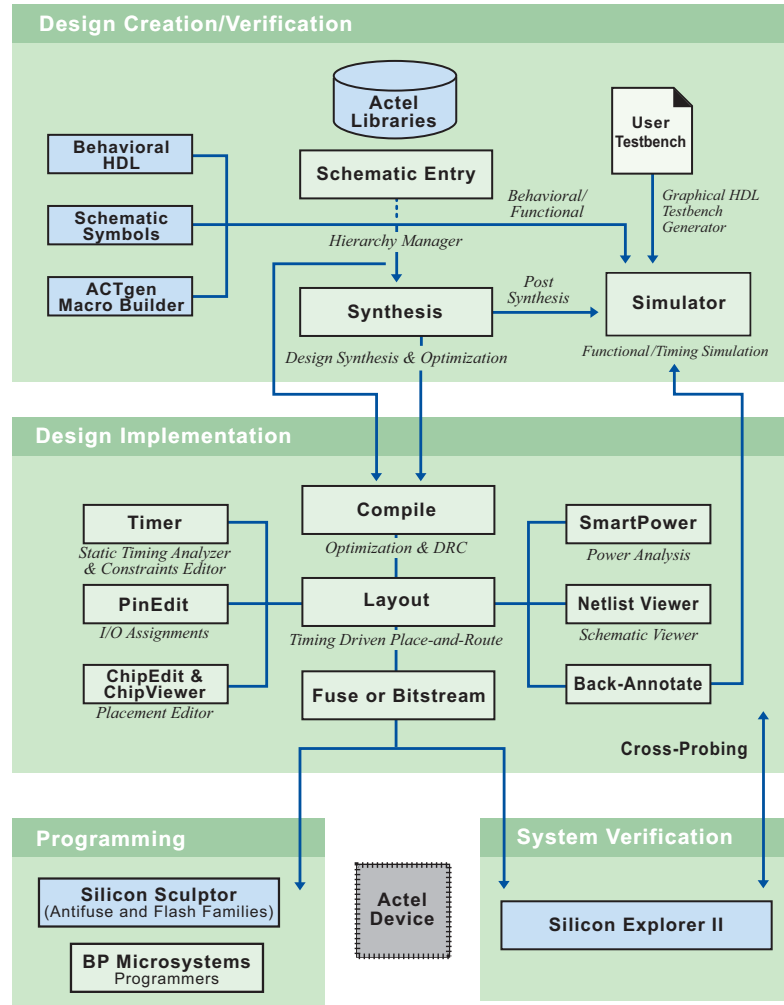 Design Creation/Verification
Actel
Libraries
User
Testbench
Behavioral
HDL
Schematic Entry
Behavioral/
Functional
Graphical HDL
Testbench
Generator
Schematic
Symbols
Hierarchy Manager
ACTgen
Macro Builder
Synthesis
Post
Synthesis
Simulator
Design Synthesis & Optimization
Functional/Timing Simulation
Design Implementation
Timer
Static Timing Analyzer
& Constraints Editor
Compile
Optimization & DRC
SmartPower
Power Analysis
PinEdit
I/O Assignments
Layout
Timing Driven Place-and-Route
Netlist Viewer
Schematic Viewer
ChipEdit &
ChipViewer
Placement Editor
Fuse or Bitstream
Back-Annotate
Cross-Probing
Programming
Silicon Sculptor
(Antifuse and Flash Families)
BP Microsystems
Programmers
Actel
Device
System Verification
Silicon Explorer II